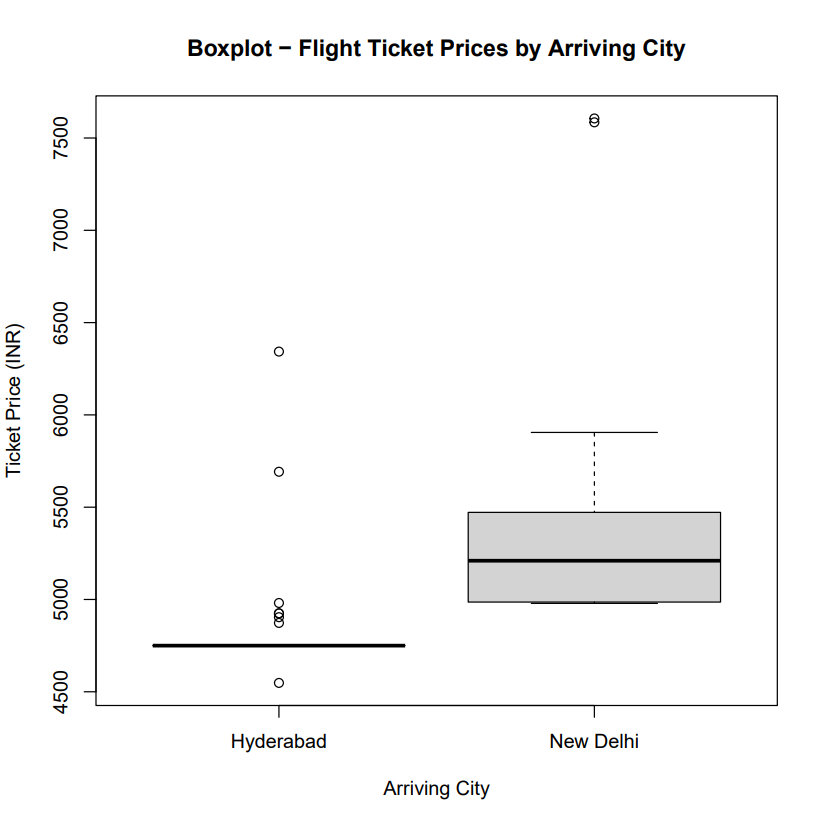 Boxplot − Flight Ticket Prices by Arriving City
Ticket Price (INR)
7500
7000
6500
6000
5500
5000
4500
Hyderabad
New Delhi
Arriving City